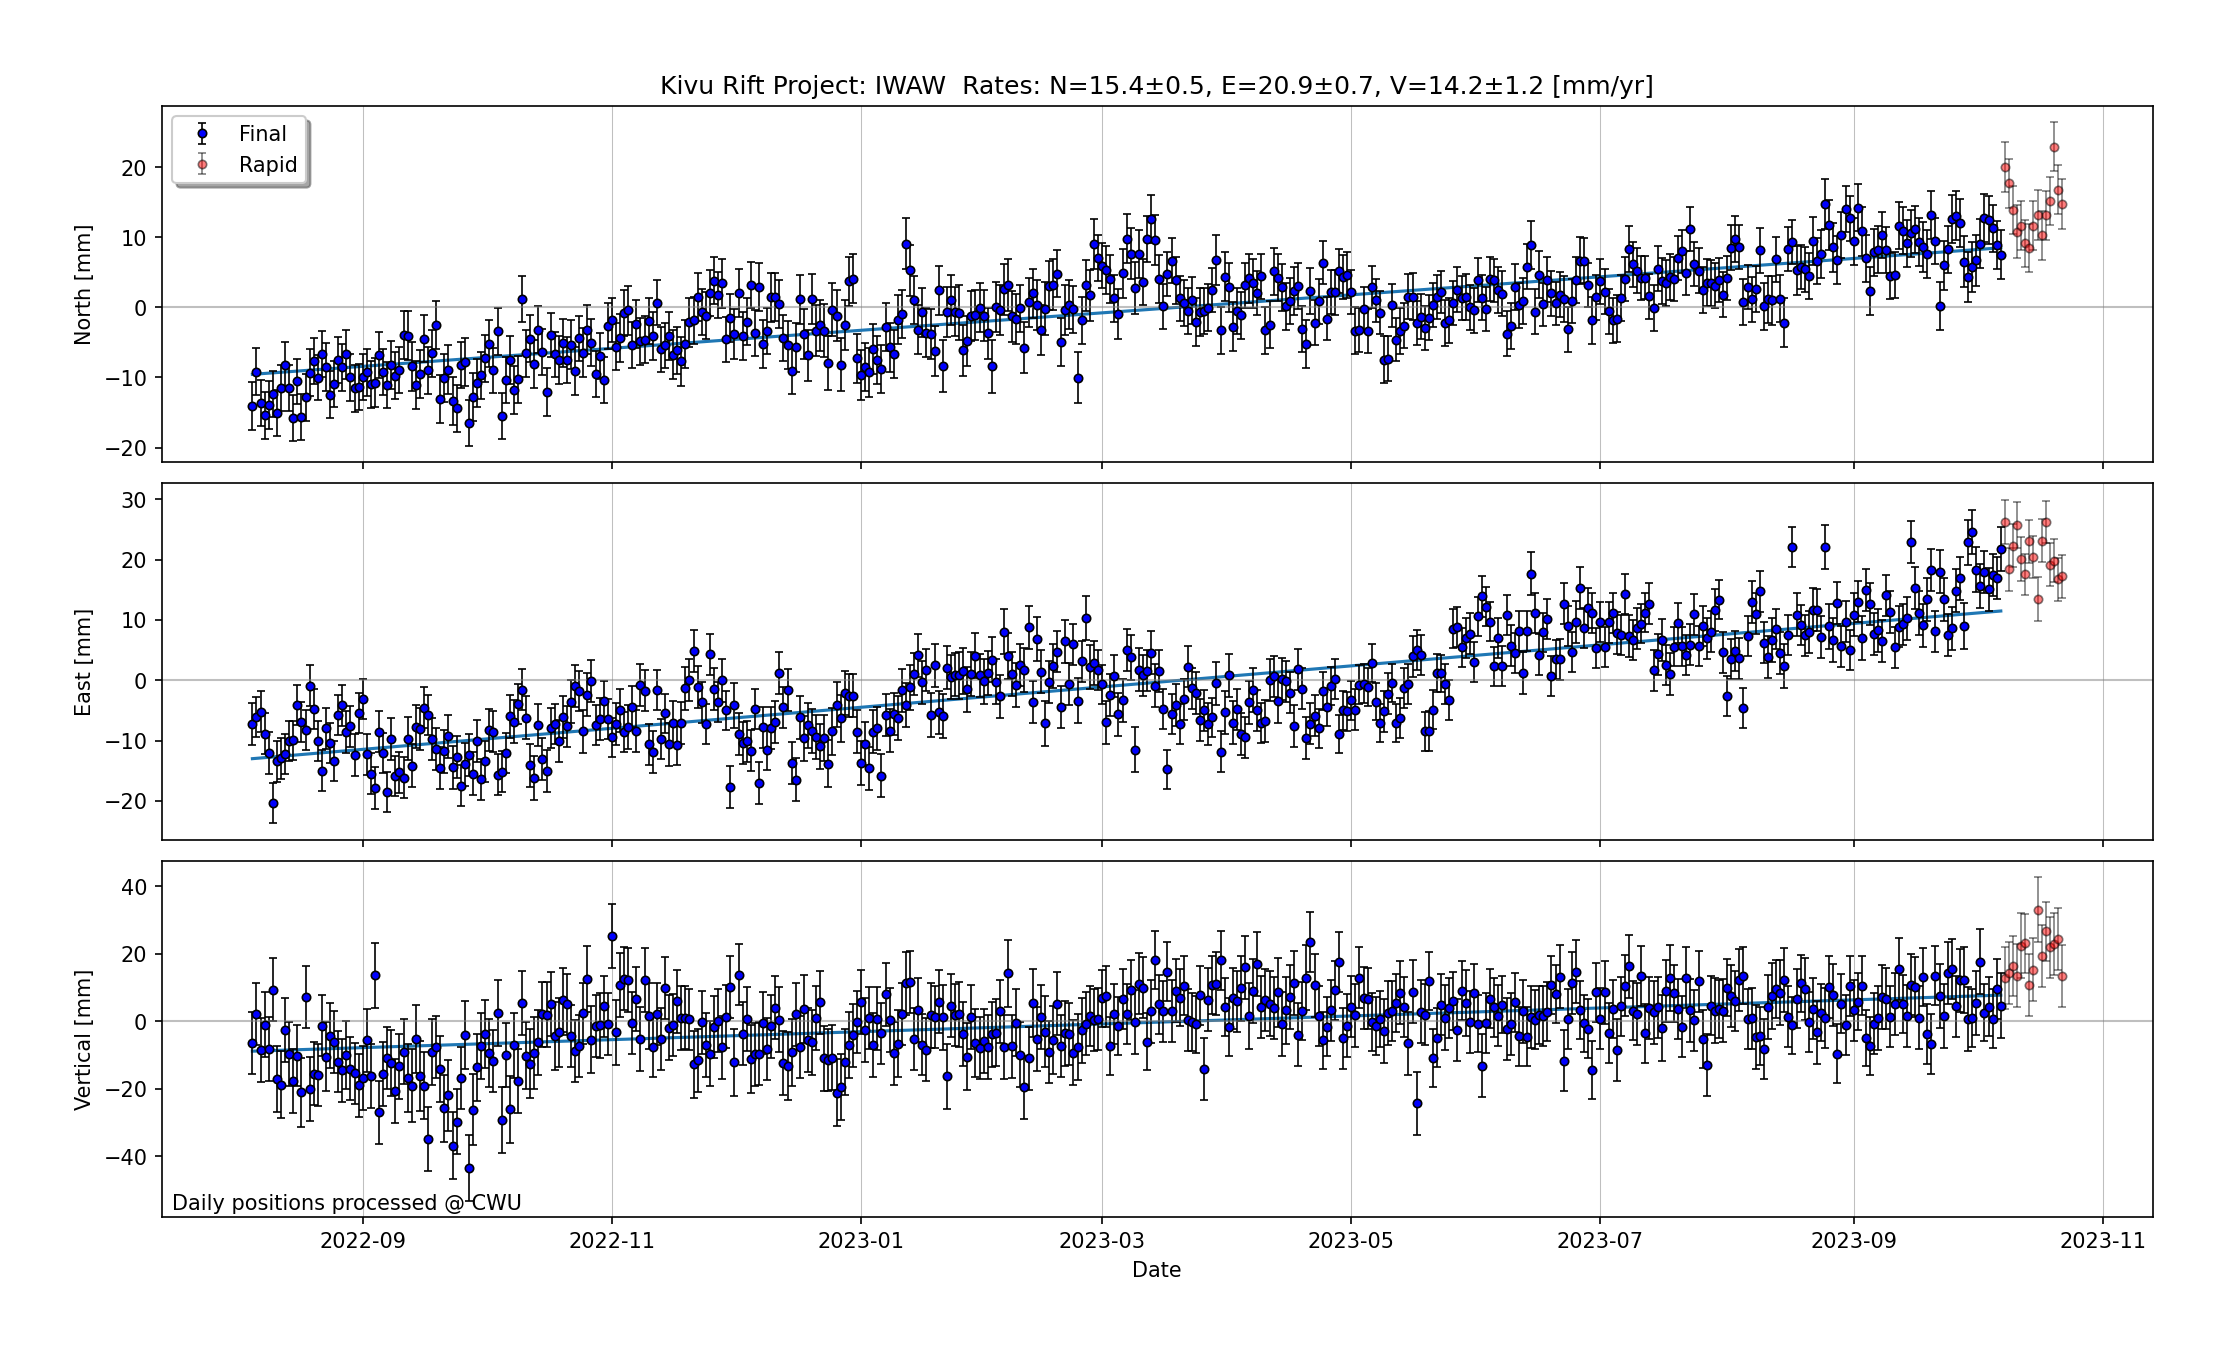 Kivu Rift Project: IWAW  Rates: N=15.4±0.5, E=20.9±0.7, V=14.2±1.2 [mm/yr]
Final
Rapid
North [mm]
20
10
0
−10
−20
East [mm]
30
20
10
0
−10
−20
Vertical [mm]
40
20
0
−20
−40
Daily positions processed @ CWU
2022-09 2022-11 2023-01 2023-03 2023-05 2023-07 2023-09 2023-11
Date